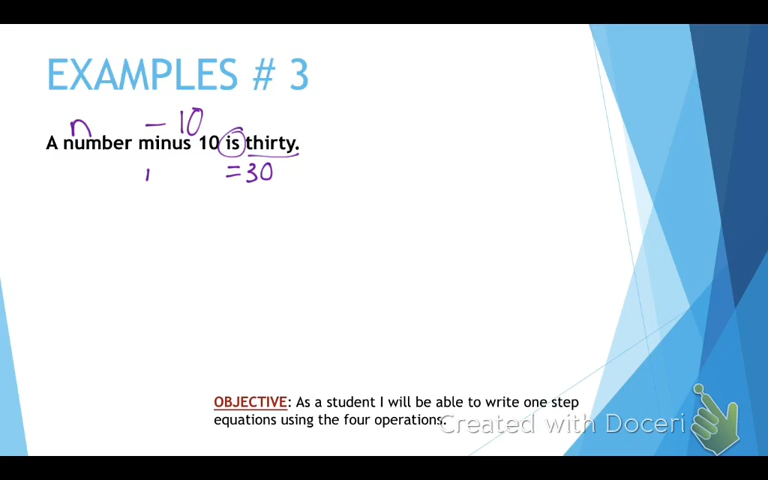 EXAMPLES # 3
n - 10
A number minus 10 is thirty.
= 30
OBJECTIVE: As a student I will be able to write one step
equations using the four operations.
Created with Doceri